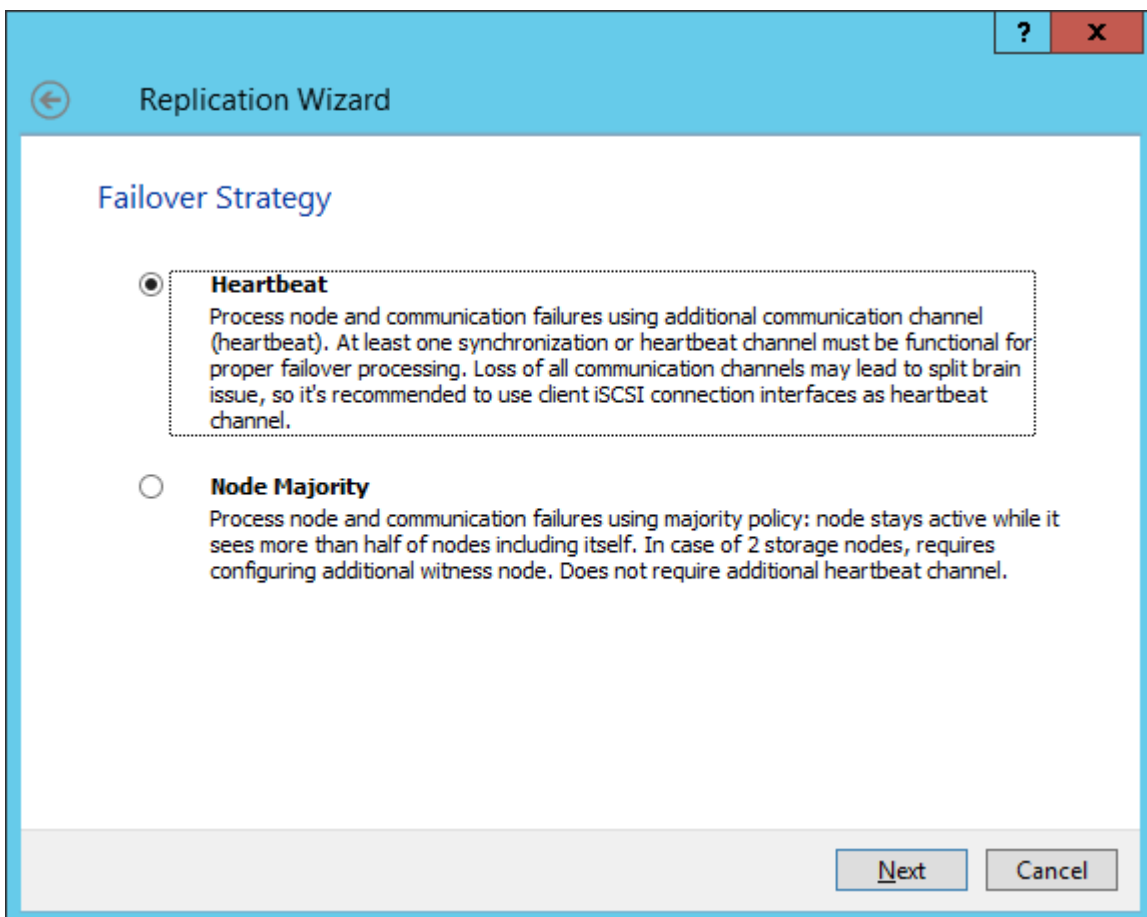 ? x
Replication Wizard
Failover Strategy
Heartbeat
Process node and communication failures using additional communication channel
(heartbeat). At least one synchronization or heartbeat channel must be functional for
proper failover processing. Loss of all communication channels may lead to split brain
issue, so it's recommended to use client iSCSI connection interfaces as heartbeat
channel.
Node Majority
Process node and communication failures using majority policy: node stays active while it
sees more than half of nodes including itself. In case of 2 storage nodes, requires
configuring additional witness node. Does not require additional heartbeat channel.
Next Cancel